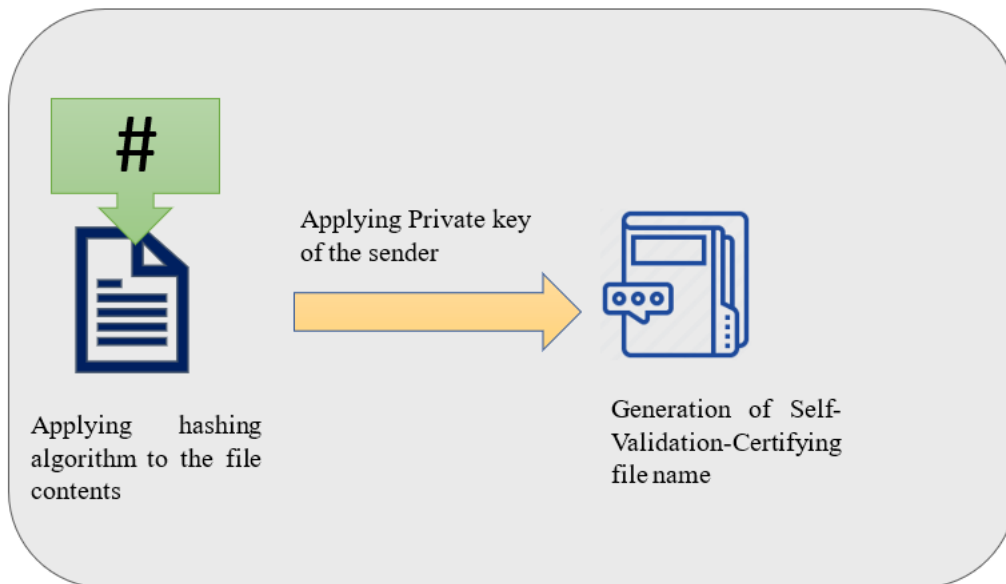 #
Applying Private key
of the sender
Applying hashing
algorithm to the file
contents
Generation of Self-
Validation-Certifying
file name